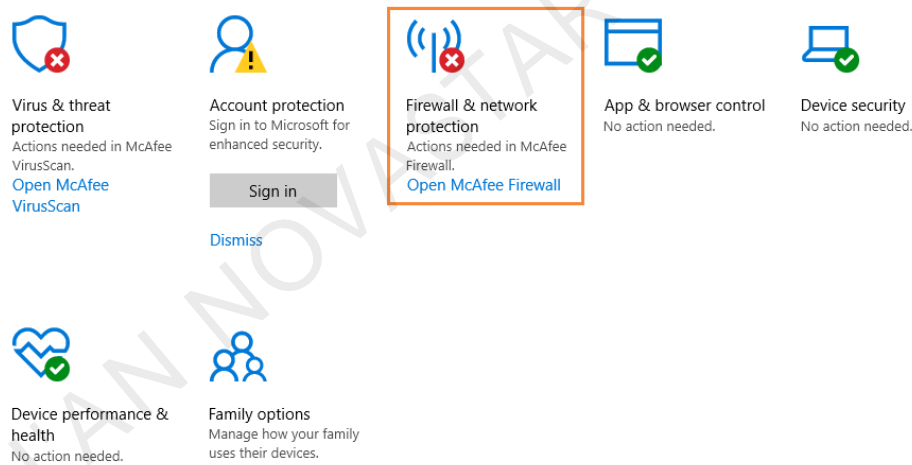 Virus & threat
protection
Actions needed in McAfee
VirusScan.
Open McAfee
VirusScan
Account protection
Sign in to Microsoft for
enhanced security.
Sign in
Dismiss
Firewall & network
protection
Actions needed in McAfee
Firewall.
Open McAfee Firewall
App & browser control
No action needed.
Device security
No action needed.
Device performance &
health
No action needed.
Family options
Manage how your family
uses their devices.
AN NOVASTAR